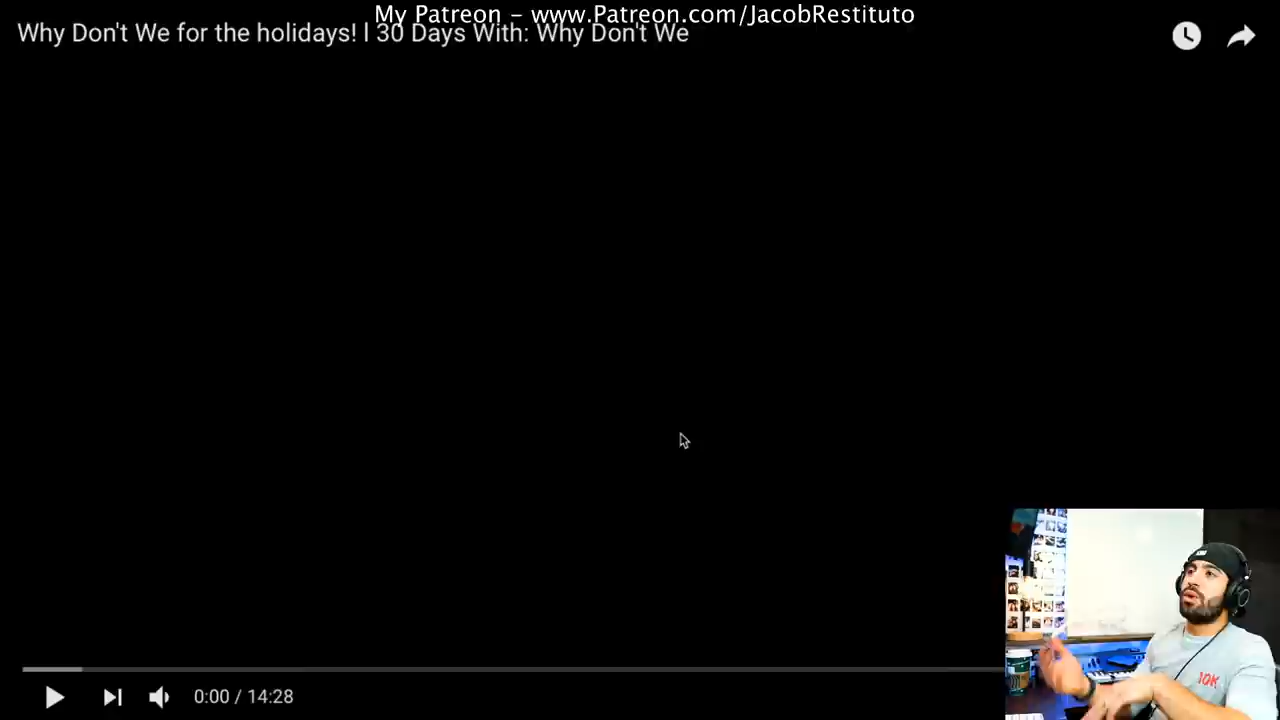 My Patreon - www.Patreon.com/JacobRestituto
Why Don't We for the holidays! l 30 Days With: Why Don't We
0:00 / 14:28
10K